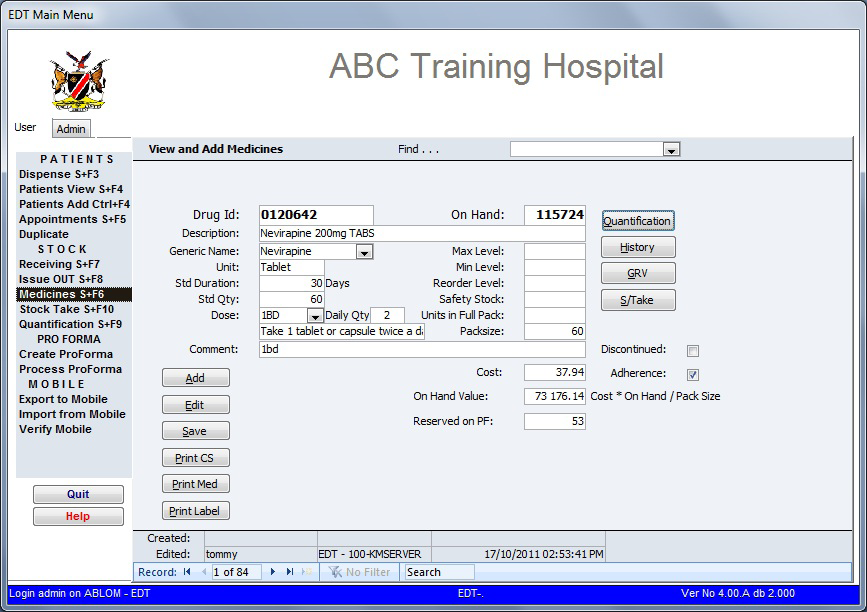 EDT Main Menu
ABC Training Hospital
User Admin
View and Add Medicines Find . . .
P A T I E N T S
Dispense S+F3
Patients View S+F4
Patients Add Ctrl+F4
Appointments S+F5
Duplicate
S T O C K
Receiving S+F7
Issue OUT S+F8
Medicines S+F6
Stock Take S+F10
Quantification S+F9
PRO FORMA
Create ProForma
Process ProForma
M O B I L E
Export to Mobile
Import from Mobile
Verify Mobile
Quit
Help
Drug Id: 0120642 On Hand: 115724
Description: Nevirapine 200mg TABS
Generic Name: Nevirapine Max Level:
Unit: Tablet Min Level:
Std Duration: 30 Days Reorder Level:
Std Qty: 60 Safety Stock:
Dose: 1BD Daily Qty 2 Units in Full Pack:
Take 1 tablet or capsule twice a da Packsize: 60
Comment: 1bd
Quantification
History
GRV
S/Take
Discontinued:
Cost: 37.94 Adherence:
On Hand Value: 73 176.14 Cost * On Hand / Pack Size
Reserved on PF: 53
Add
Edit
Save
Print CS
Print Med
Print Label
Created:
Edited: tommy EDT - 100-KMSERVER 17/10/2011 02:53:41 PM
Record: 1 of 84 No Filter Search
Login admin on ABLOM - EDT EDT-. Ver No 4.00.A db 2.000